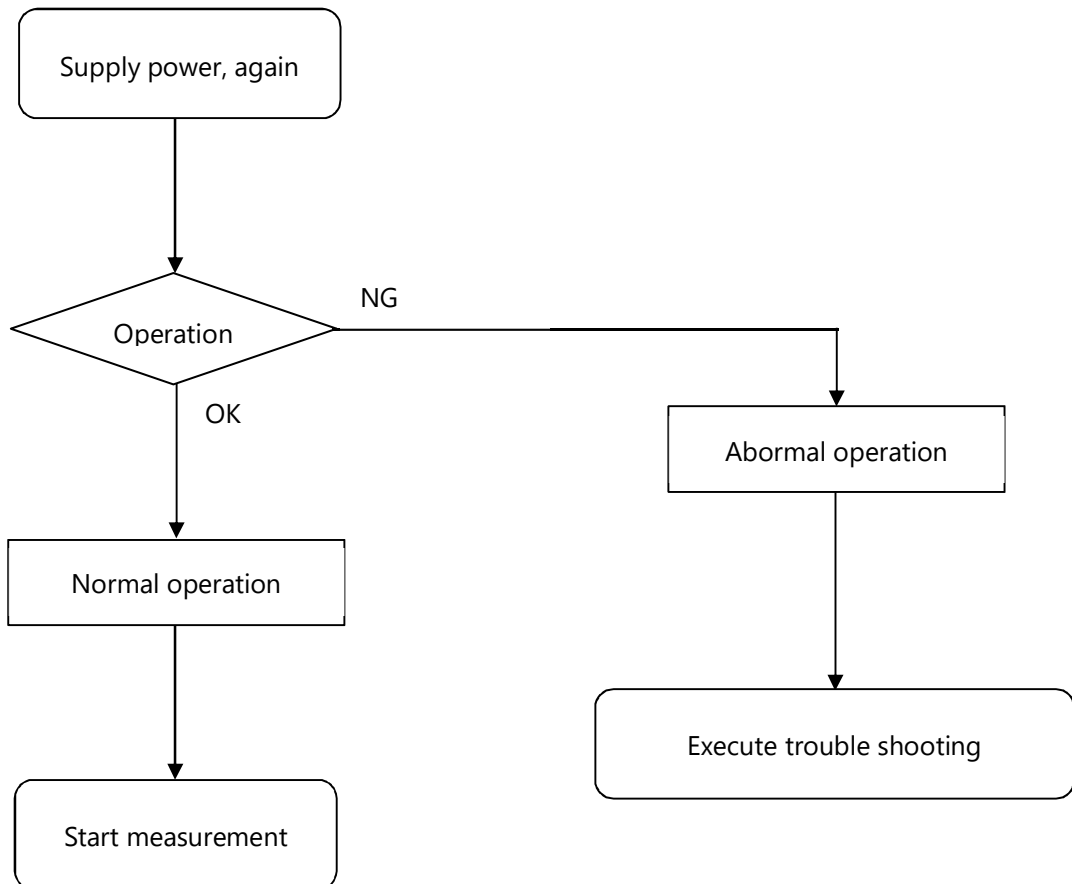 Supply power, again
NG
Operation
OK
Abormal operation
Normal operation
Execute trouble shooting
Start measurement